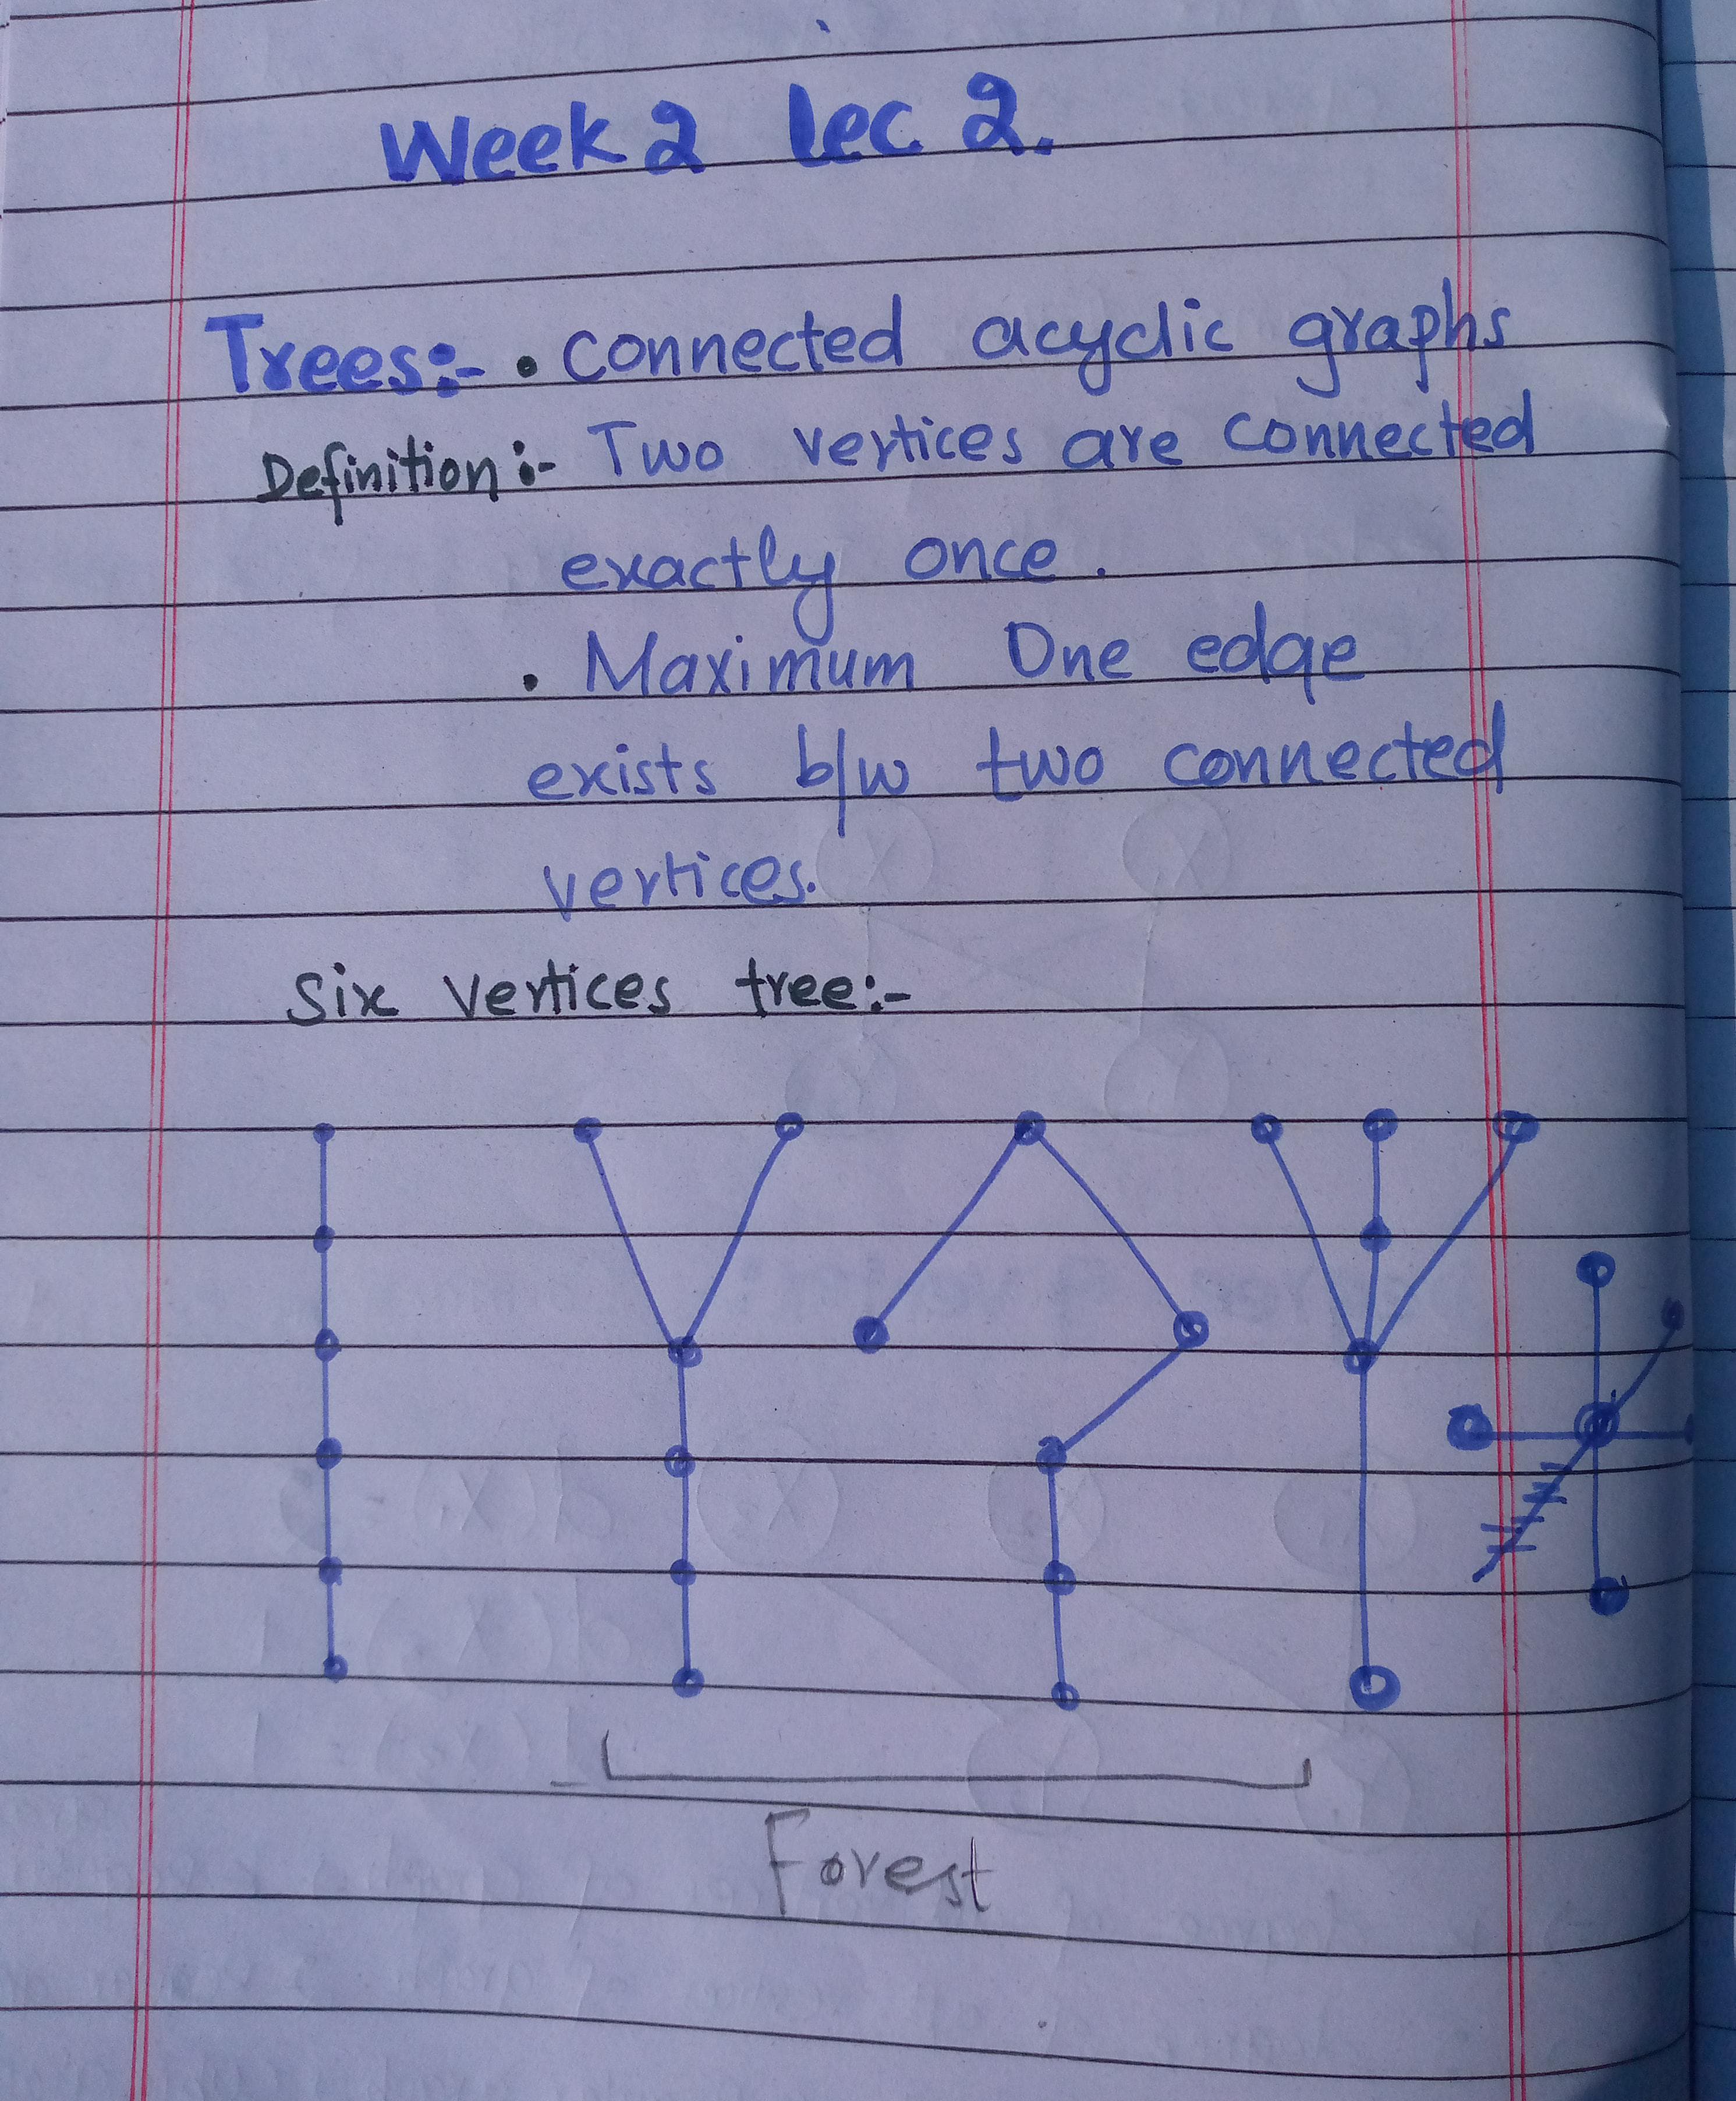 Week 2 lec 2.
Trees:- • connected acyclic graphs
Definition:- Two vertices are connected
exactly once.
• Maximum One edge
exists b/w two connected
vertices.
Six vertices tree:-
Forest